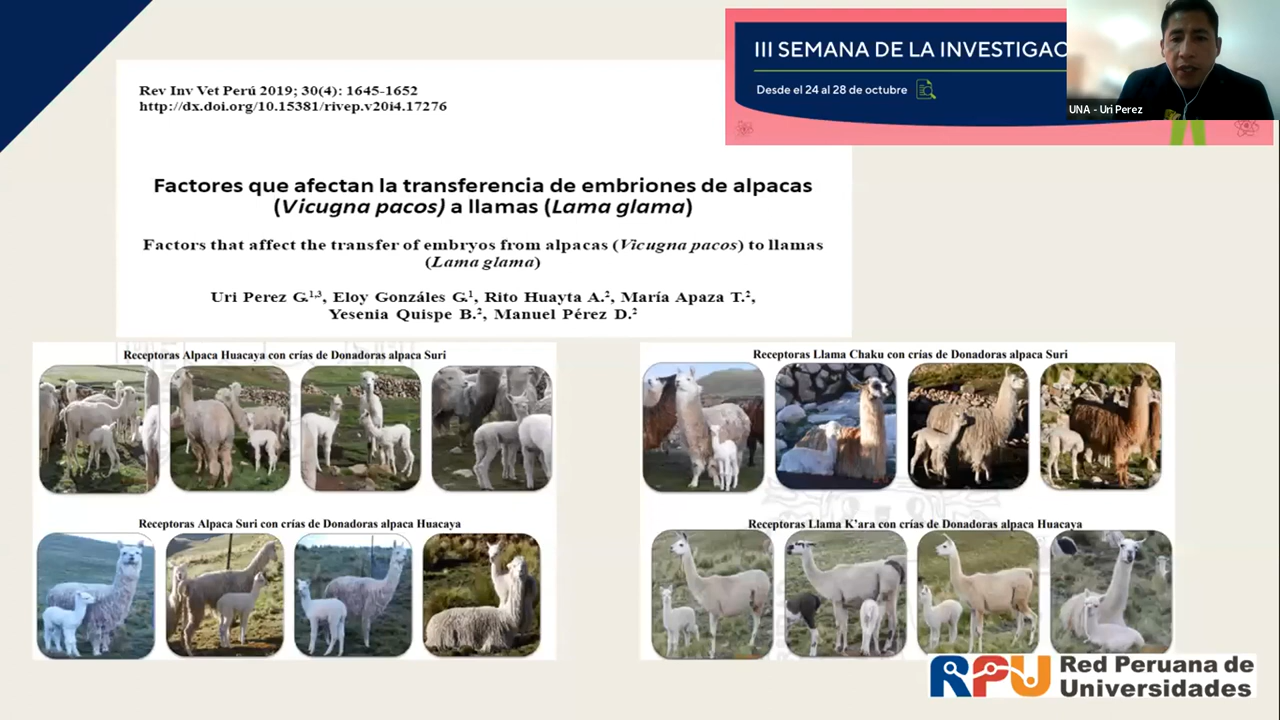 III SEMANA DE LA INVESTIGAC
Desde el 24 al 28 de octubre
UNA - Uri Perez
Rev Inv Vet Perú 2019; 30(4): 1645-1652
http://dx.doi.org/10.15381/rivep.v20i4.17276
Factores que afectan la transferencia de embriones de alpacas
(Vicugna pacos) a llamas (Lama glama)
Factors that affect the transfer of embryos from alpacas (Vicugna pacos) to llamas
(Lama glama)
Uri Perez G.1,3, Eloy Gonzáles G.1, Rito Huayta A.2, María Apaza T.2,
Yesenia Quispe B.2, Manuel Pérez D.2
Receptoras Alpaca Huacaya con crías de Donadoras alpaca Suri
Receptoras Alpaca Suri con crías de Donadoras alpaca Huacaya
Receptoras Llama Chaku con crías de Donadoras alpaca Suri
Receptoras Llama K'ara con crías de Donadoras alpaca Huacaya
RPU Red Peruana de
Universidades